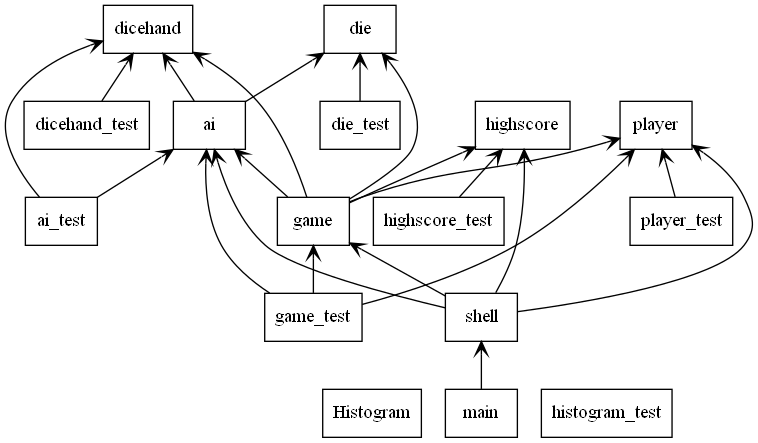 dicehand
die
dicehand_test
ai
die_test
highscore
player
ai_test
game
highscore_test
player_test
game_test
shell
Histogram
main
histogram_test